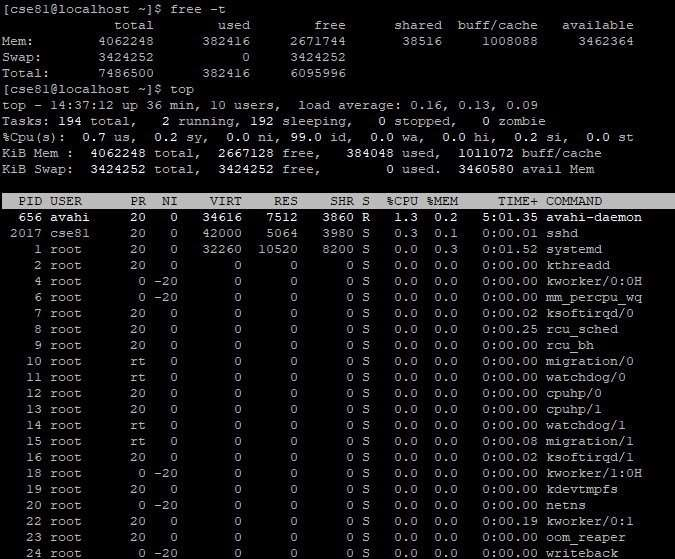 [cse81@localhost ~]$ free -t
              total        used        free      shared  buff/cache   available
Mem:        4062248      382416     2671744       38516     1008088     3462364
Swap:       3424252           0     3424252
Total:      7486500      382416     6095996
[cse81@localhost ~]$ top
top - 14:37:12 up 36 min, 10 users,  load average: 0.16, 0.13, 0.09
Tasks: 194 total,   2 running, 192 sleeping,   0 stopped,   0 zombie
%Cpu(s):  0.7 us,  0.2 sy,  0.0 ni, 99.0 id,  0.0 wa,  0.0 hi,  0.2 si,  0.0 st
KiB Mem :  4062248 total,  2667128 free,   384048 used,  1011072 buff/cache
KiB Swap:  3424252 total,  3424252 free,        0 used.  3460580 avail Mem
  PID USER      PR  NI    VIRT    RES    SHR S  %CPU %MEM     TIME+ COMMAND
  656 avahi     20   0   34616   7512   3860 R   1.3  0.2   5:01.35 avahi-daemon
 2017 cse81     20   0   42000   5064   3980 S   0.3  0.1   0:00.01 sshd
    1 root      20   0   32260  10520   8200 S   0.0  0.3   0:01.52 systemd
    2 root      20   0       0      0      0 S   0.0  0.0   0:00.00 kthreadd
    4 root       0 -20       0      0      0 S   0.0  0.0   0:00.00 kworker/0:0H
    6 root       0 -20       0      0      0 S   0.0  0.0   0:00.00 mm_percpu_wq
    7 root      20   0       0      0      0 S   0.0  0.0   0:00.02 ksoftirqd/0
    8 root      20   0       0      0      0 S   0.0  0.0   0:00.25 rcu_sched
    9 root      20   0       0      0      0 S   0.0  0.0   0:00.00 rcu_bh
   10 root      rt   0       0      0      0 S   0.0  0.0   0:00.00 migration/0
   11 root      rt   0       0      0      0 S   0.0  0.0   0:00.00 watchdog/0
   12 root      20   0       0      0      0 S   0.0  0.0   0:00.00 cpuhp/0
   13 root      20   0       0      0      0 S   0.0  0.0   0:00.00 cpuhp/1
   14 root      rt   0       0      0      0 S   0.0  0.0   0:00.00 watchdog/1
   15 root      rt   0       0      0      0 S   0.0  0.0   0:00.08 migration/1
   16 root      20   0       0      0      0 S   0.0  0.0   0:00.02 ksoftirqd/1
   18 root       0 -20       0      0      0 S   0.0  0.0   0:00.00 kworker/1:0H
   19 root      20   0       0      0      0 S   0.0  0.0   0:00.00 kdevtmpfs
   20 root       0 -20       0      0      0 S   0.0  0.0   0:00.00 netns
   22 root      20   0       0      0      0 S   0.0  0.0   0:00.19 kworker/0:1
   23 root      20   0       0      0      0 S   0.0  0.0   0:00.00 oom_reaper
   24 root       0 -20       0      0      0 S   0.0  0.0   0:00.00 writeback